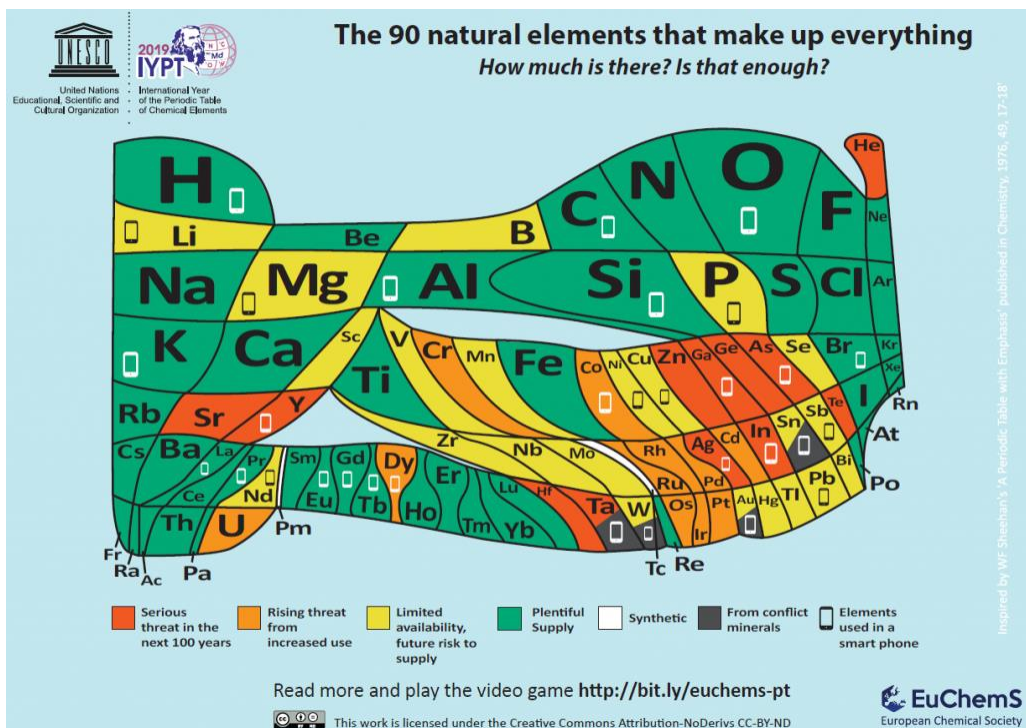 The 90 natural elements that make up everything
How much is there? Is that enough?
UNESCO
United Nations
Educational, Scientific and
Cultural Organization
2019
IYPT
International Year
of the Periodic Table
of Chemical Elements
H
He
Li
Be
B
C
N
O
F
Ne
Na
Mg
Al
Si
P
S
Cl
Ar
K
Ca
Sc
Ti
V
Cr
Mn
Fe
Co
Ni
Cu
Zn
Ga
Ge
As
Se
Br
Kr
Rb
Sr
Y
Zr
Nb
Mo
Tc
Ru
Rh
Pd
Ag
Cd
In
Sn
Sb
Te
I
Xe
Cs
Ba
La
Ce
Pr
Nd
Pm
Sm
Eu
Gd
Tb
Dy
Ho
Er
Tm
Yb
Lu
Hf
Ta
W
Re
Os
Ir
Pt
Au
Hg
Tl
Pb
Bi
Po
At
Rn
Fr
Ra
Ac
Th
Pa
U
Serious
threat in the
next 100 years
Rising threat
from
increased use
Limited
availability,
future risk to
supply
Plentiful
Supply
Synthetic
From conflict
minerals
Elements
used in a
smart phone
Read more and play the video game http://bit.ly/euchems-pt
This work is licensed under the Creative Commons Attribution-NoDerivs CC-BY-ND
EuChemS
European Chemical Society
Inspired by WF Sheehan's 'A Periodic Table with Emphasis' published in Chemistry, 1976, 49, 17-18'